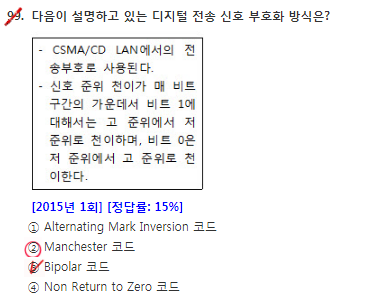 99. 다음이 설명하고 있는 디지털 전송 신호 부호화 방식은?
- CSMA/CD LAN에서의 전
송부호로 사용된다.
- 신호 준위 천이가 매 비트
구간의 가운데서 비트 1에
대해서는 고 준위에서 저
준위로 천이하며, 비트 0은
저 준위에서 고 준위로 천
이한다.
[2015년 1회] [정답률: 15%]
① Alternating Mark Inversion 코드
② Manchester 코드
③ Bipolar 코드
④ Non Return to Zero 코드